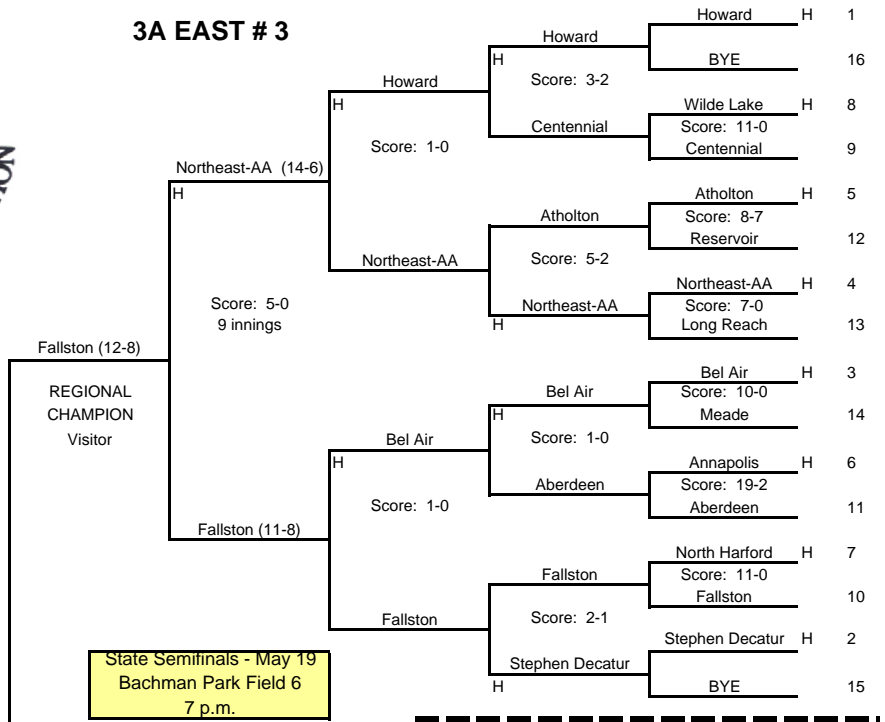 3A EAST # 3
Howard H 1
BYE 16
Howard
H
Score: 3-2
Wilde Lake H 8
Score: 11-0
Centennial 9
Centennial
Howard
H
Score: 1-0
Atholton H 5
Score: 8-7
Reservoir 12
Atholton
Score: 5-2
Northeast-AA H 4
Score: 7-0
Long Reach 13
Northeast-AA
H
Northeast-AA
Northeast-AA (14-6)
H
Score: 5-0
9 innings
Fallston (12-8)
REGIONAL
CHAMPION
Visitor
Bel Air H 3
Score: 10-0
Meade 14
Bel Air
H
Score: 1-0
Annapolis H 6
Score: 19-2
Aberdeen 11
Aberdeen
Bel Air
H
Score: 1-0
Fallston (11-8)
North Harford H 7
Score: 11-0
Fallston 10
Fallston
Score: 2-1
Stephen Decatur H 2
BYE 15
Stephen Decatur
H
Fallston
State Semifinals - May 19
Bachman Park Field 6
7 p.m.